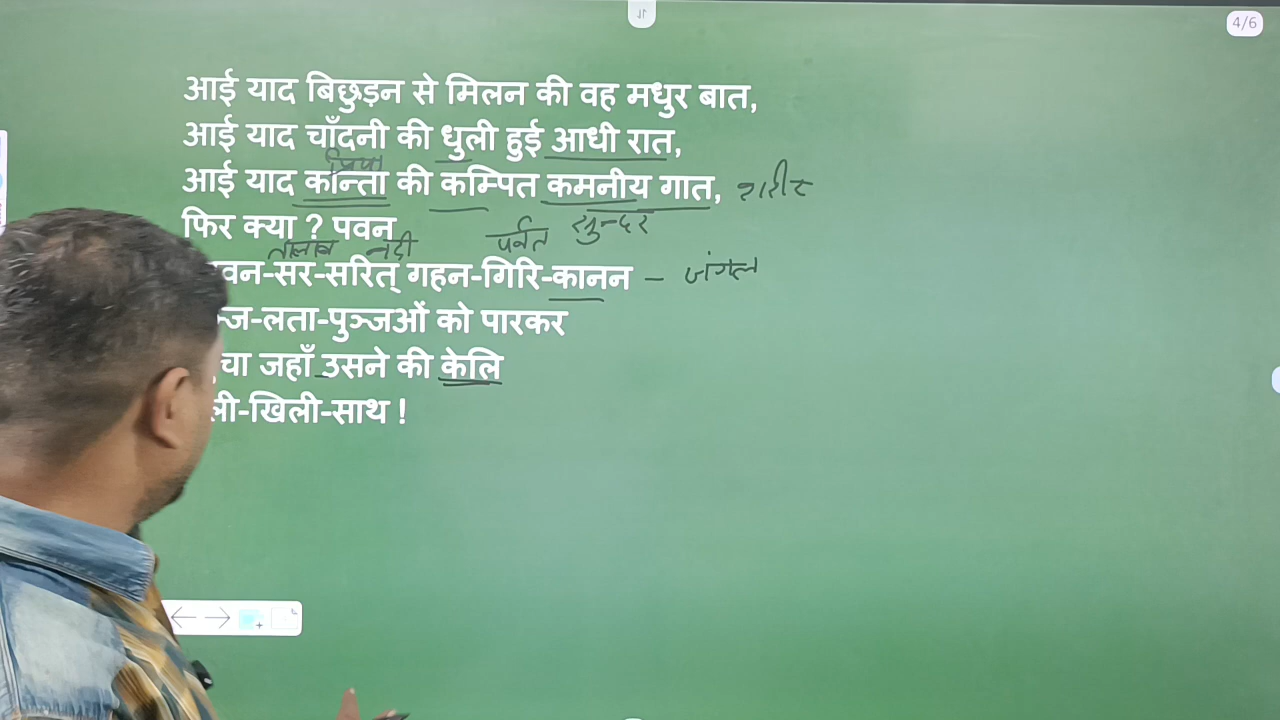 4/6
आई याद बिछुड़न से मिलन की वह मधुर बात,
आई याद चाँदनी की धुली हुई आधी रात,
प्रिया
आई याद कान्ता की कम्पित कमनीय गात, शरीर
फिर क्या ? पवन
तालाब नदी पर्वत सुन्दर
वन-सर-सरित् गहन-गिरि-कानन – जंगल
ञ्ज-लता-पुञ्जओं को पारकर
चा जहाँ उसने की केलि
ली-खिली-साथ !